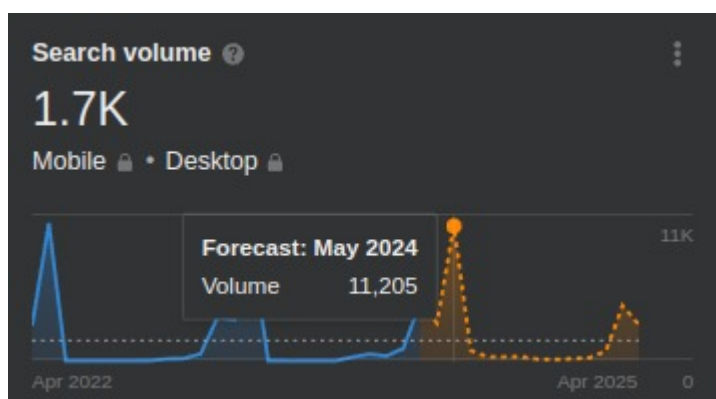 Search volume ?
1.7K
Mobile • Desktop
Forecast: May 2024
Volume 11,205
11K
Apr 2022 Apr 2025 0